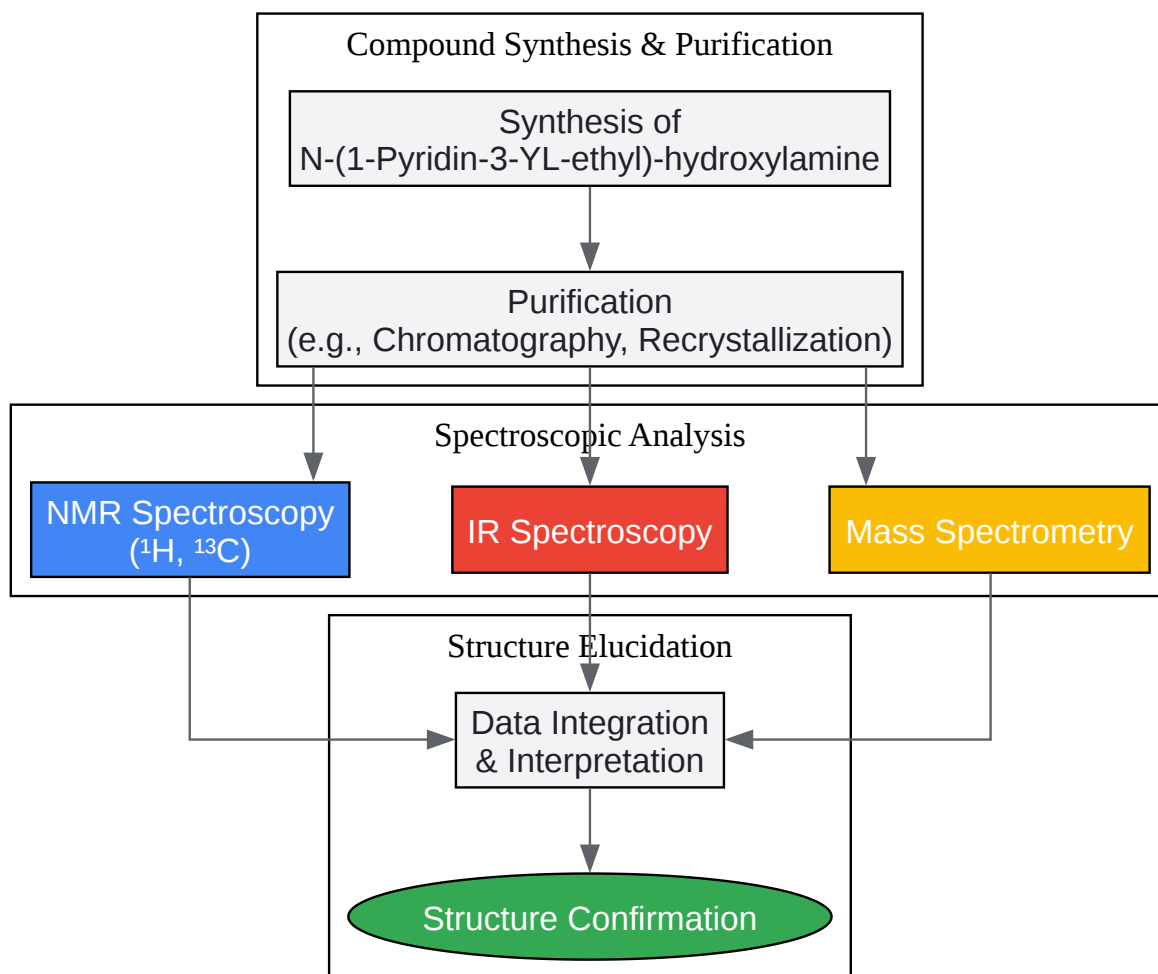 Compound Synthesis & Purification
Synthesis of
N-(1-Pyridin-3-YL-ethyl)-hydroxylamine
Purification
(e.g., Chromatography, Recrystallization)
Spectroscopic Analysis
NMR Spectroscopy
(¹H, ¹³C)
IR Spectroscopy
Mass Spectrometry
Structure Elucidation
Data Integration
& Interpretation
Structure Confirmation